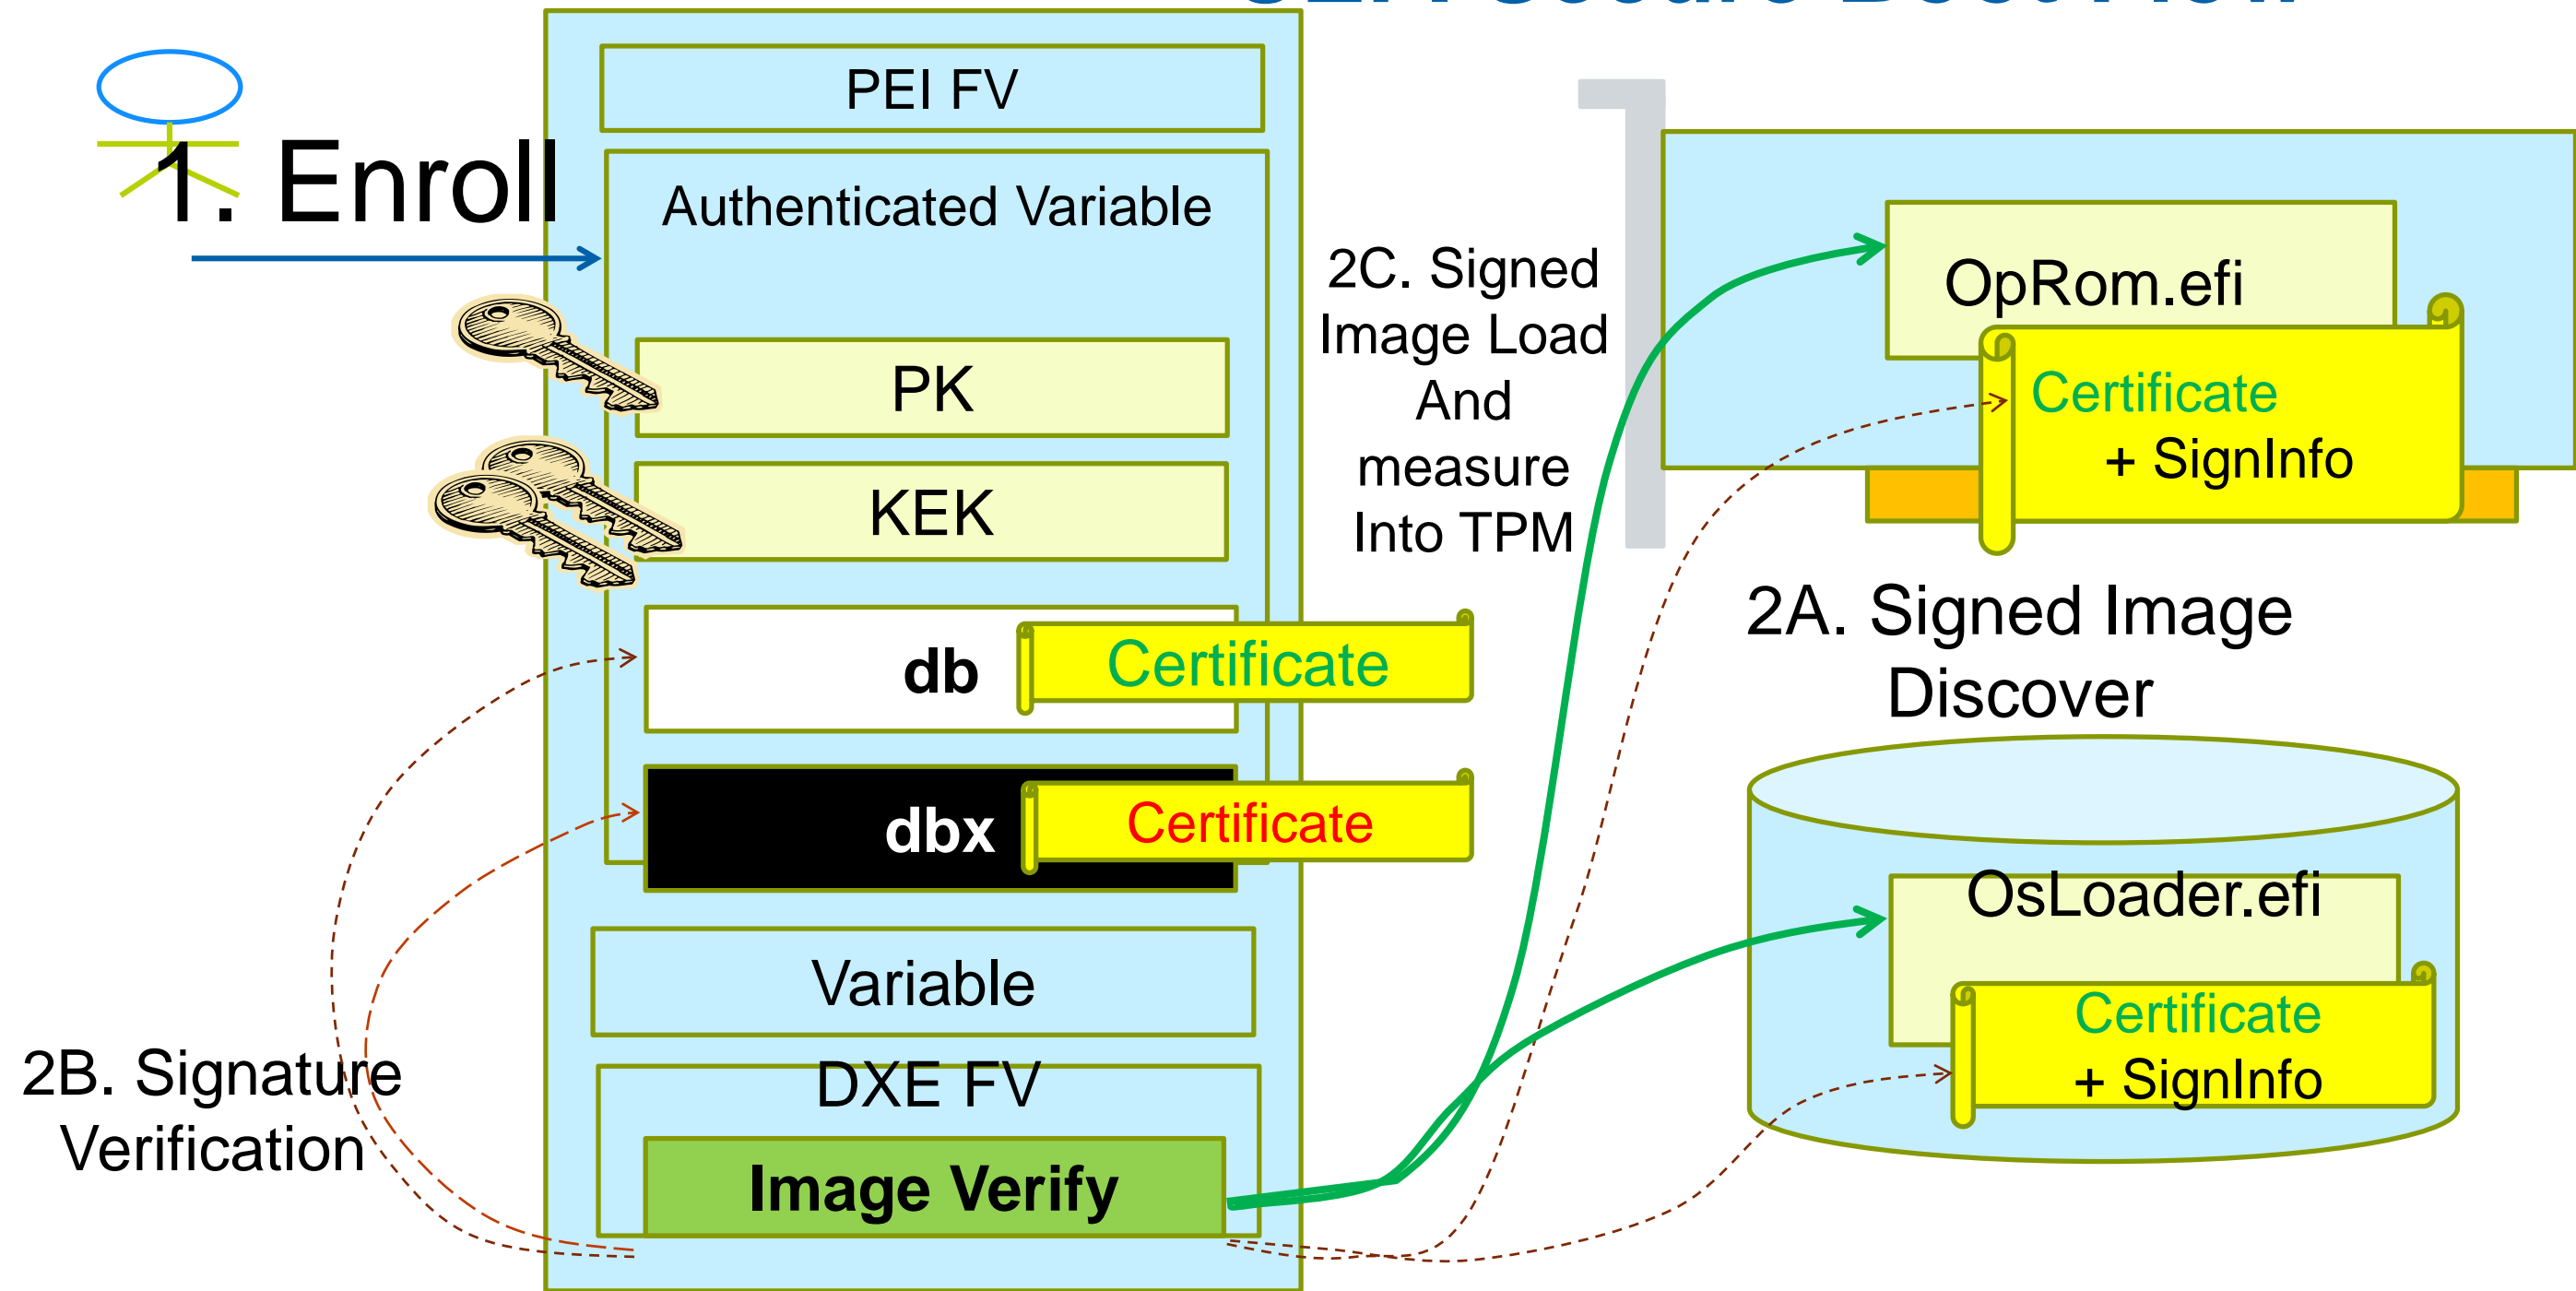 PEI FV
1. Enroll
Authenticated Variable
PK
KEK
db
Certificate
dbx
Certificate
Variable
DXE FV
Image Verify
2B. Signature
Verification
2C. Signed
Image Load
And
measure
Into TPM
OpRom.efi
Certificate
+ SignInfo
2A. Signed Image
Discover
OsLoader.efi
Certificate
+ SignInfo